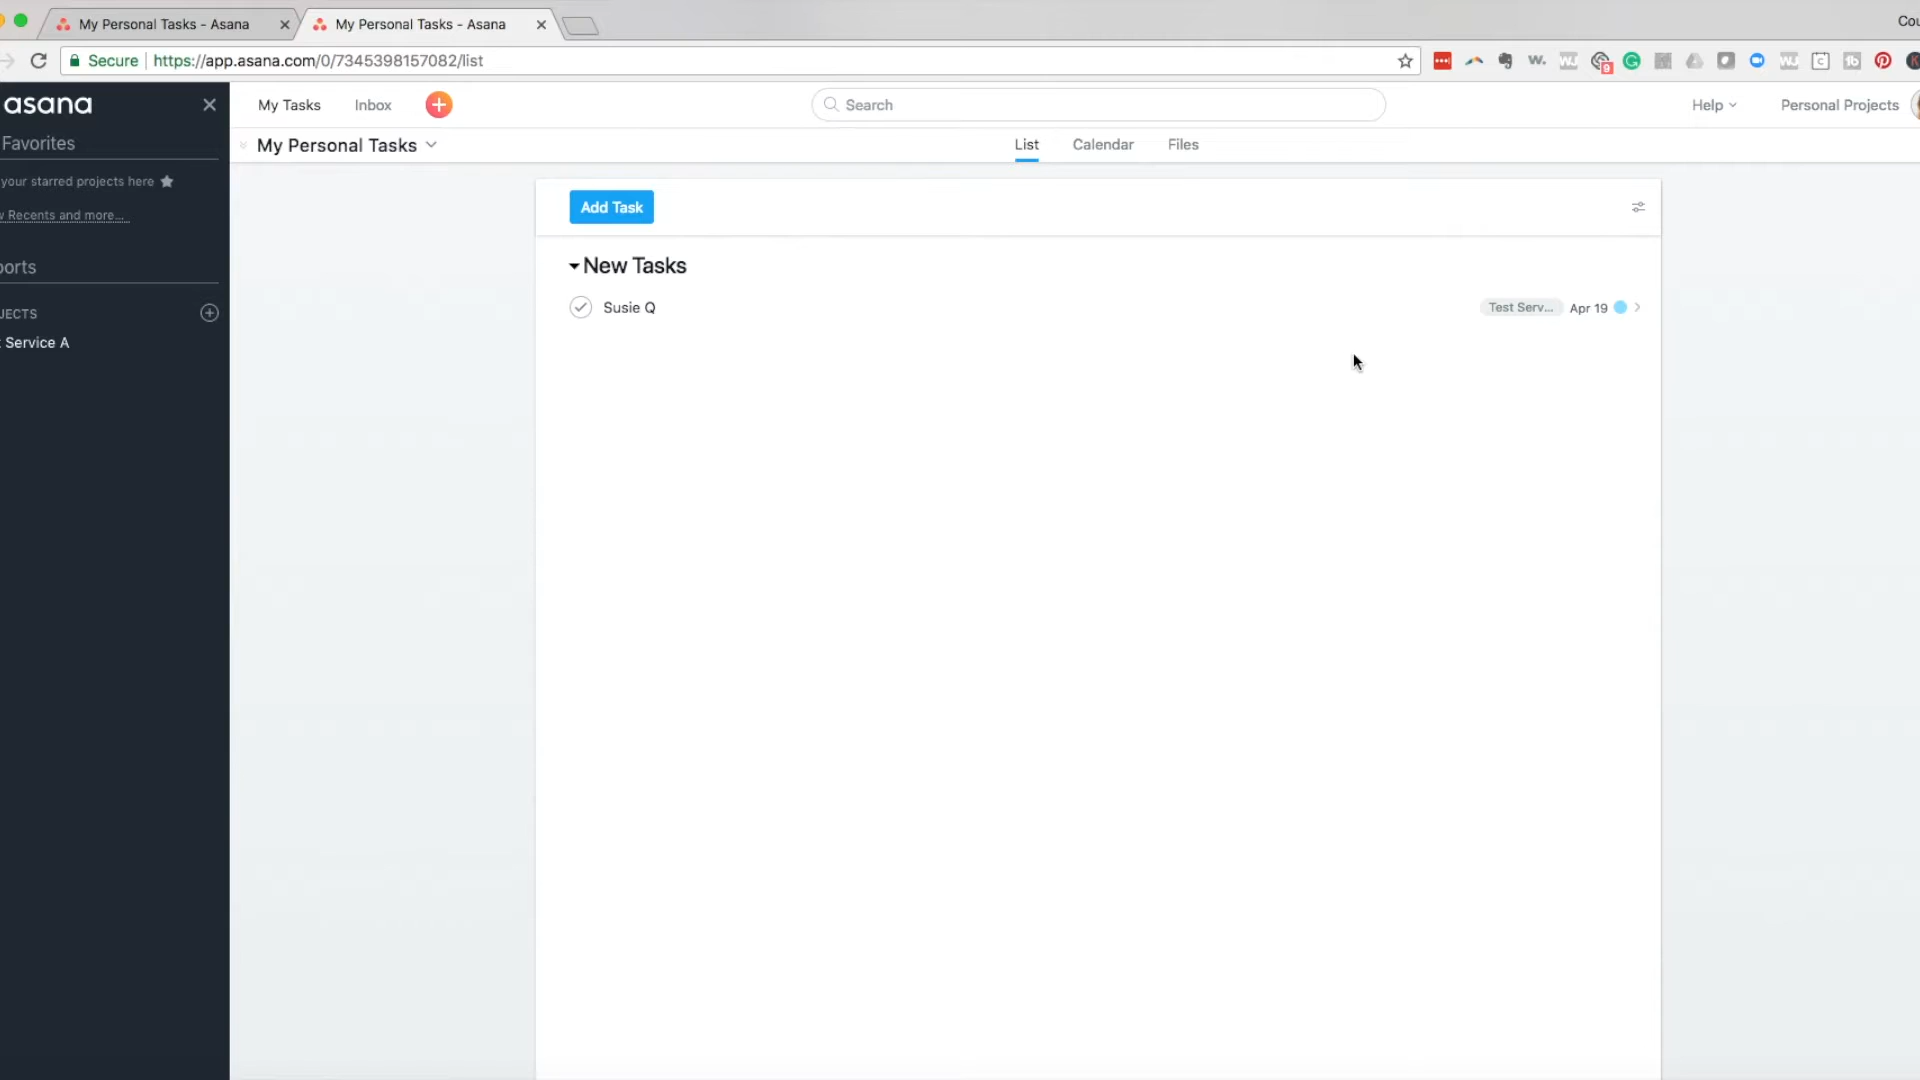 My Personal Tasks - Asana
My Personal Tasks - Asana
Cou
Secure https://app.asana.com/0/7345398157082/list
asana
My Tasks Inbox
Search
Help
Personal Projects
Favorites
My Personal Tasks
List Calendar Files
your starred projects here
w Recents and more...
Add Task
ports
New Tasks
Susie Q
Test Serv... Apr 19
JECTS
t Service A